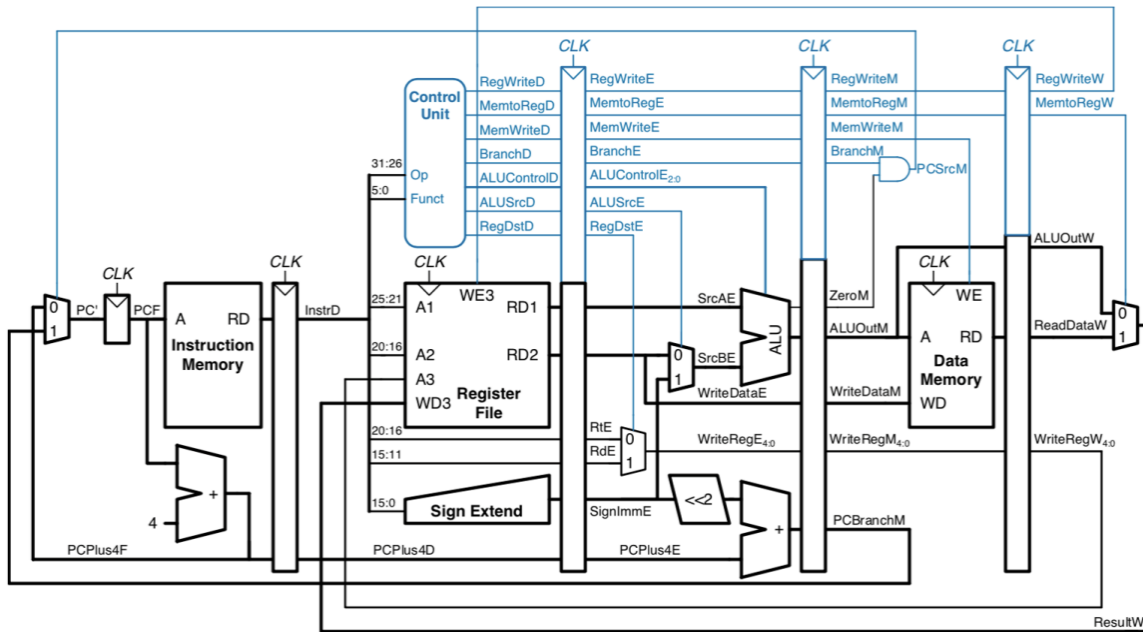 CLK
CLK
CLK
RegWriteD
RegWriteE
RegWriteM
RegWriteW
Control
Unit
MemtoRegD
MemtoRegE
MemtoRegM
MemtoRegW
MemWriteD
MemWriteE
MemWriteM
BranchD
BranchE
BranchM
31:26
Op
ALUControlD
ALUControlE2:0
PCSrcM
5:0
Funct
ALUSrcD
ALUSrcE
RegDstD
RegDstE
CLK
CLK
CLK
CLK
ALUOutW
0
1
PC'
PCF
A
RD
Instruction
Memory
InstrD
25:21
A1
WE3
RD1
SrcAE
ZeroM
WE
20:16
A2
RD2
0
1
SrcBE
ALU
ALUOutM
A
RD
Data
Memory
ReadDataW
0
1
A3
WD3
Register
File
WriteDataE
WriteDataM
WD
20:16
RtE
0
15:11
RdE
1
WriteRegE4:0
WriteRegM4:0
WriteRegW4:0
+
4
15:0
Sign Extend
SignImmE
<<2
+
PCBranchM
PCPlus4F
PCPlus4D
PCPlus4E
ResultW